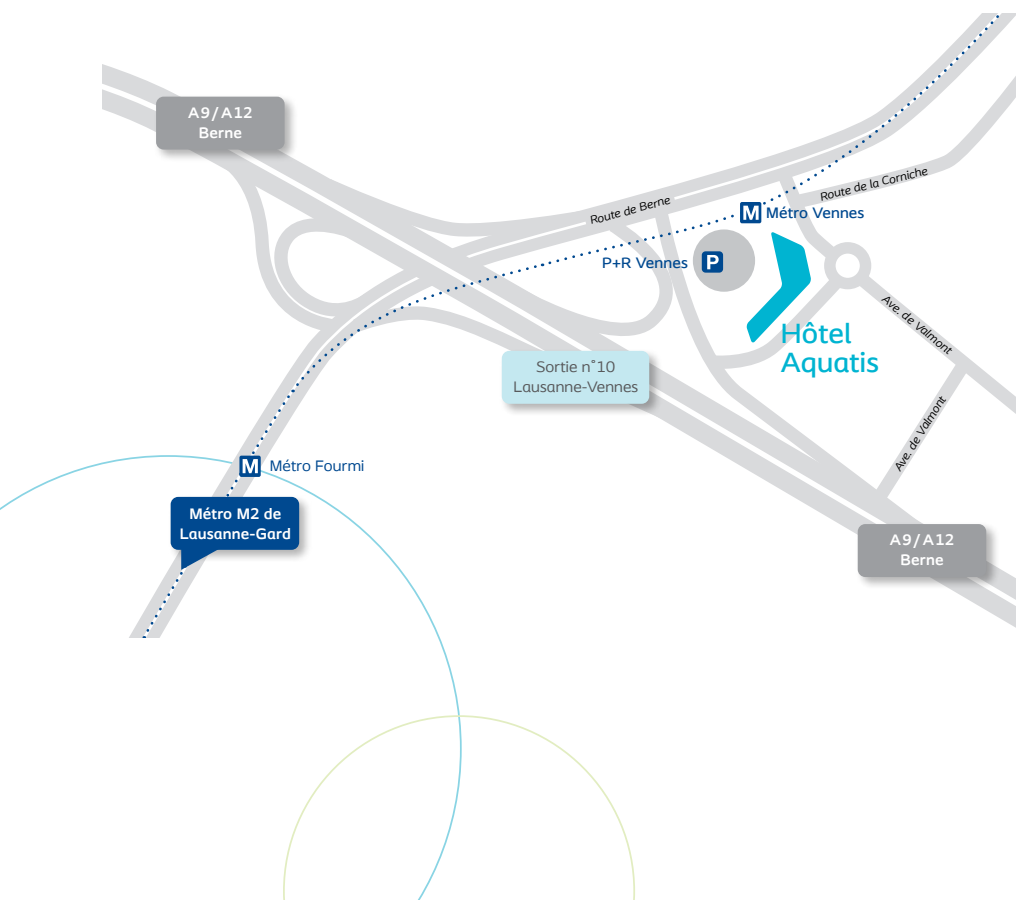 A9/A12
Berne
Route de Berne
Route de la Corniche
M Métro Vennes
P+R Vennes P
Ave. de Valmont
Hôtel
Aquatis
Sortie n°10
Lausanne-Vennes
Ave. de Valmont
M Métro Fourmi
Métro M2 de
Lausanne-Gard
A9/A12
Berne